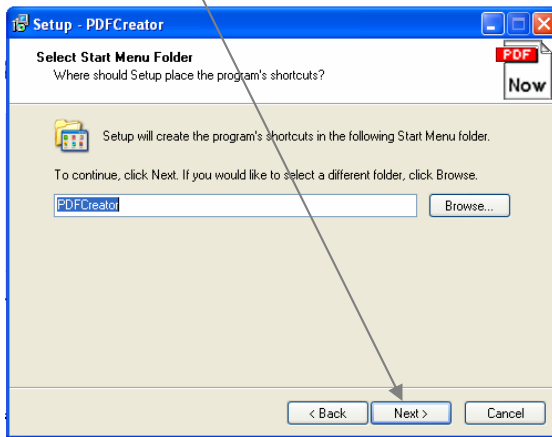 Setup - PDFCreator
Select Start Menu Folder
Where should Setup place the program's shortcuts?
PDF
Now
Setup will create the program's shortcuts in the following Start Menu folder.
To continue, click Next. If you would like to select a different folder, click Browse.
PDFCreator
Browse...
< Back
Next >
Cancel